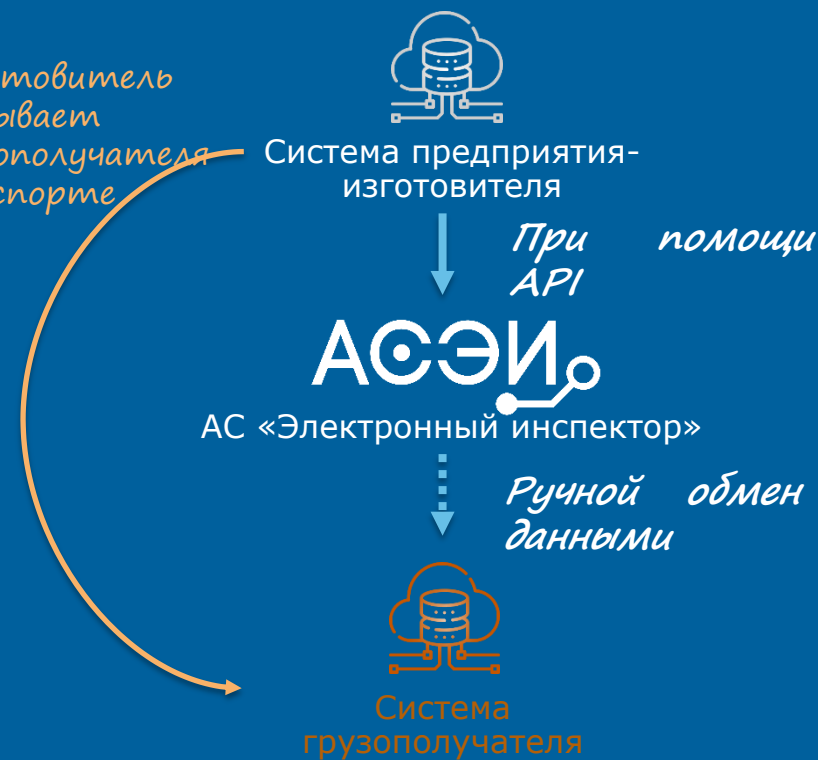 Система предприятия-
изготовителя
При помощи
API
АСЭИ
АС «Электронный инспектор»
Ручной обмен
данными
Система
грузополучателя